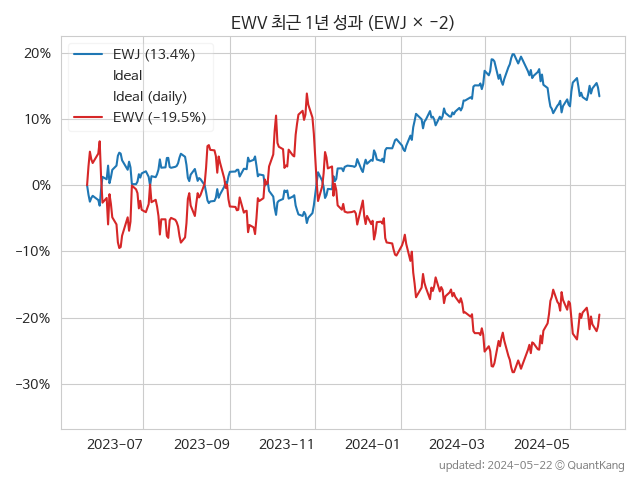 EWV 최근 1년 성과 (EWJ × −2)
EWJ (13.4%)
Ideal
Ideal (daily)
EWV (−19.5%)
20%
10%
0%
−10%
−20%
−30%
2023−07
2023−09
2023−11
2024−01
2024−03
2024−05
updated: 2024−05−22 © QuantKang